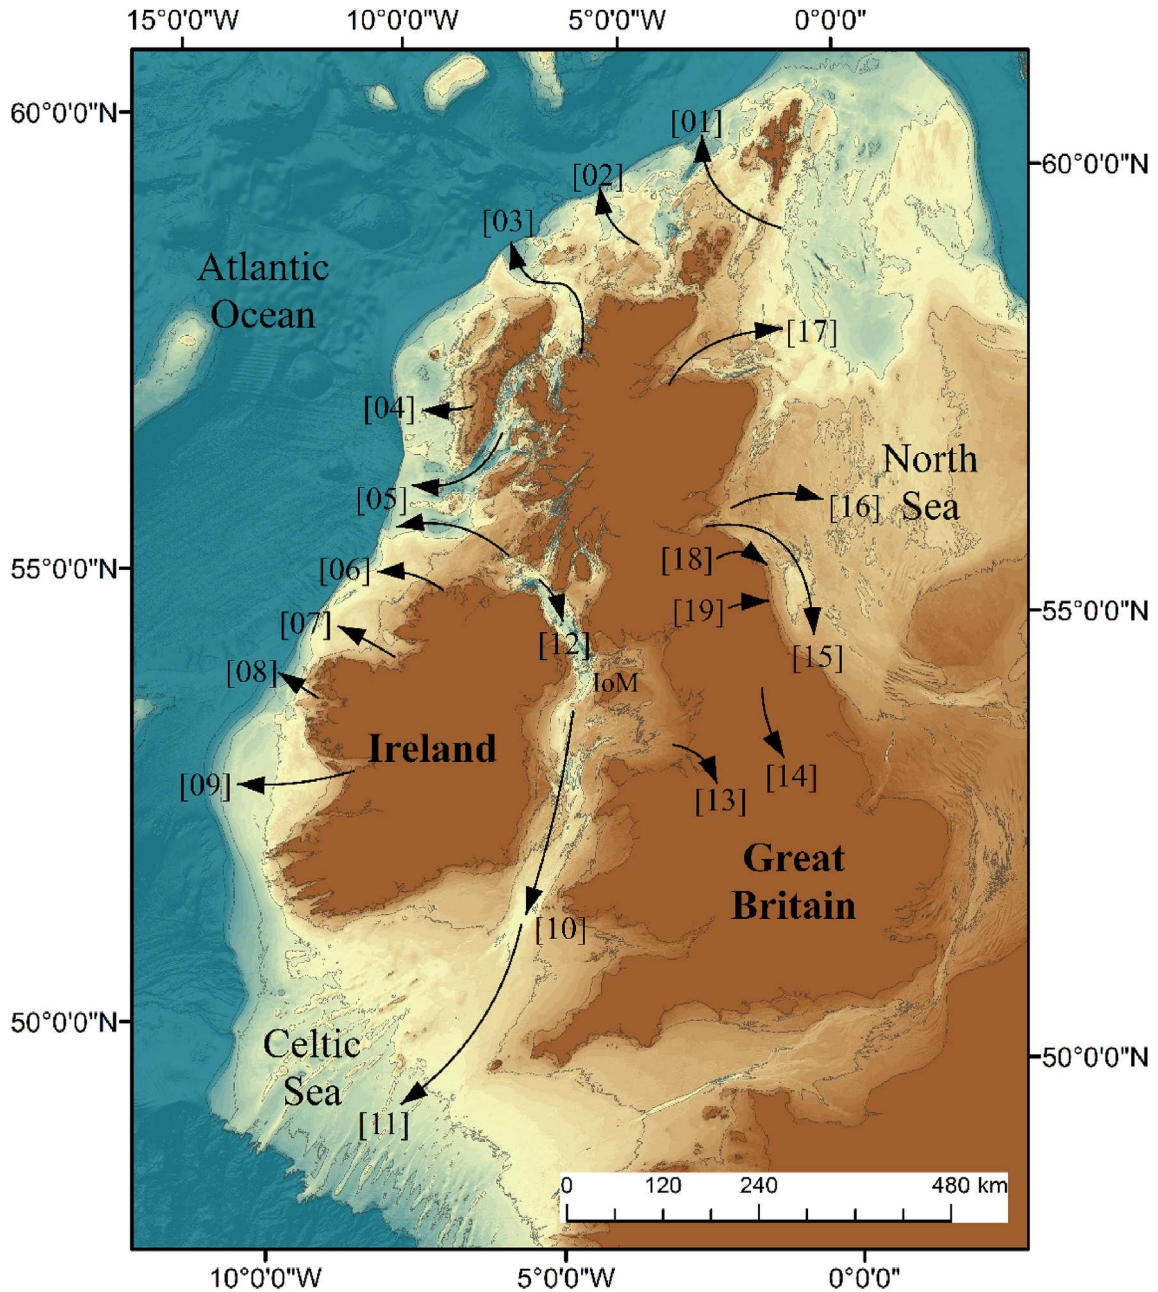 15°0'0"W 10°0'0"W 5°0'0"W 0°0'0"
60°0'0"N
60°0'0"N
[01]
[02]
[03]
Atlantic
Ocean
[17]
[04]
North
Sea
[05]
[16]
[18]
55°0'0"N
[06]
[19]
55°0'0"N
[07]
[12]
[15]
[08]
IoM
Ireland
[09]
[14]
[13]
Great
Britain
[10]
50°0'0"N
Celtic
Sea
50°0'0"N
[11]
0 120 240 480 km
10°0'0"W 5°0'0"W 0°0'0"